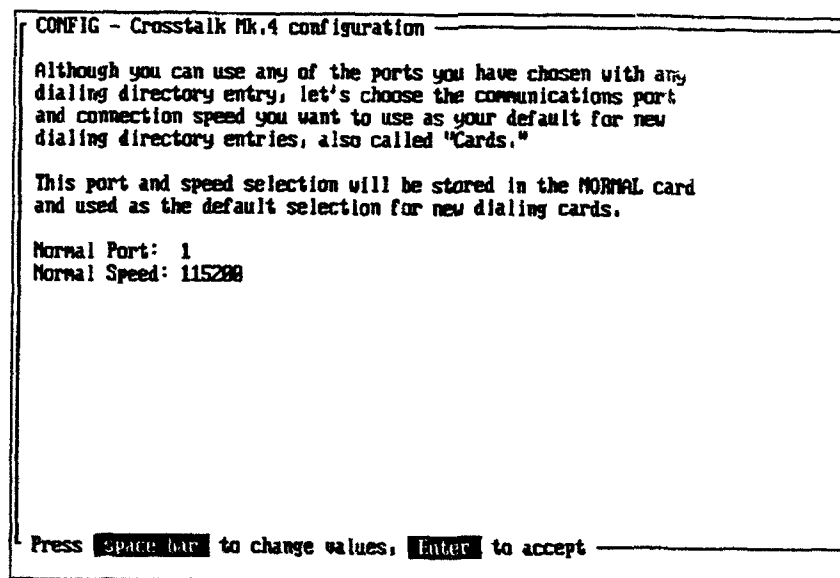 CONFIG - Crosstalk Mk.4 configuration
Although you can use any of the ports you have chosen with any
dialing directory entry, let's choose the communications port
and connection speed you want to use as your default for new
dialing directory entries, also called "Cards."
This port and speed selection will be stored in the NORMAL card
and used as the default selection for new dialing cards.
Normal Port: 1
Normal Speed: 115200
Press space bar to change values, Enter to accept